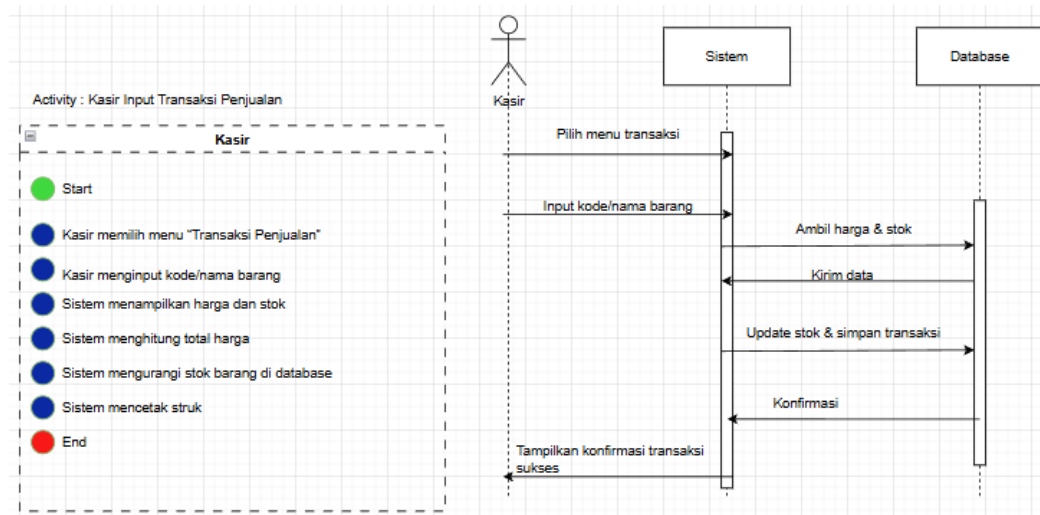 Activity : Kasir Input Transaksi Penjualan
Kasir
Start
Kasir memilih menu "Transaksi Penjualan"
Kasir menginput kode/nama barang
Sistem menampilkan harga dan stok
Sistem menghitung total harga
Sistem mengurangi stok barang di database
Sistem mencetak struk
End
Kasir
Sistem
Database
Pilih menu transaksi
Input kode/nama barang
Ambil harga & stok
Kirim data
Update stok & simpan transaksi
Konfirmasi
Tampilkan konfirmasi transaksi
sukses